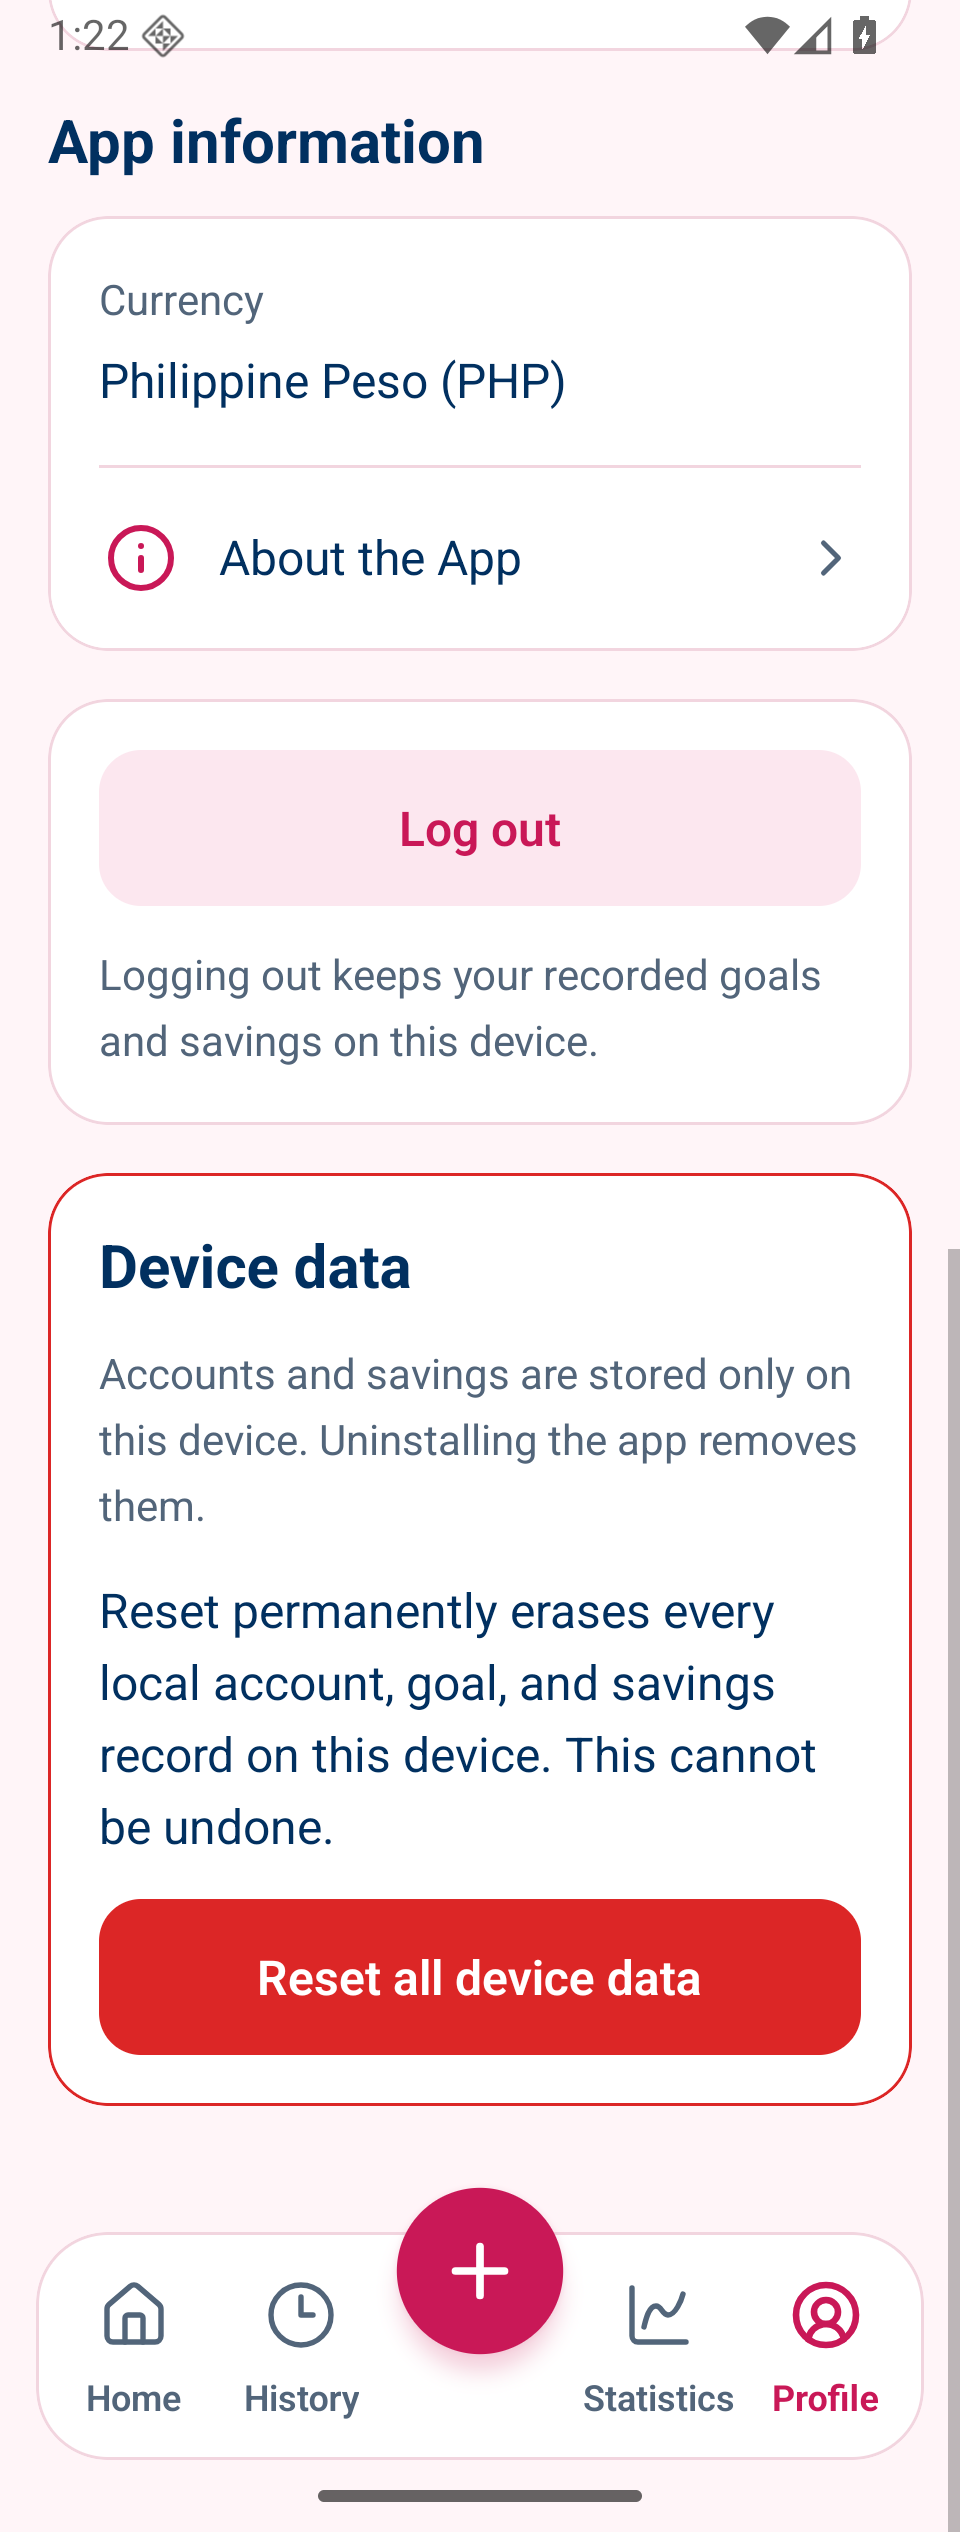 1:22
App information
Currency
Philippine Peso (PHP)
About the App
Log out
Logging out keeps your recorded goals
and savings on this device.
Device data
Accounts and savings are stored only on
this device. Uninstalling the app removes
them.
Reset permanently erases every
local account, goal, and savings
record on this device. This cannot
be undone.
Reset all device data
Home
History
Statistics
Profile